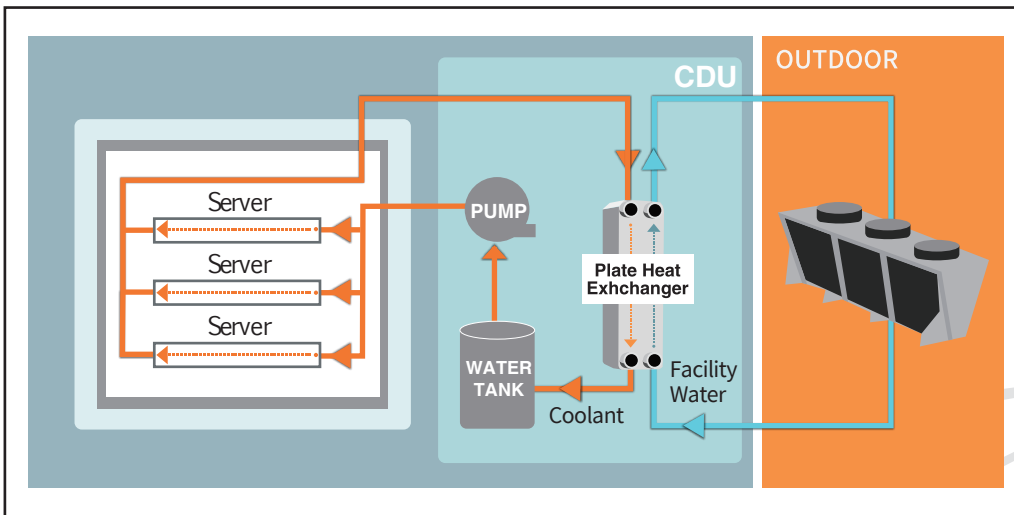 CDU
OUTDOOR
Server
Server
Server
PUMP
Plate Heat
Exhchanger
WATER
TANK
Coolant
Facility
Water